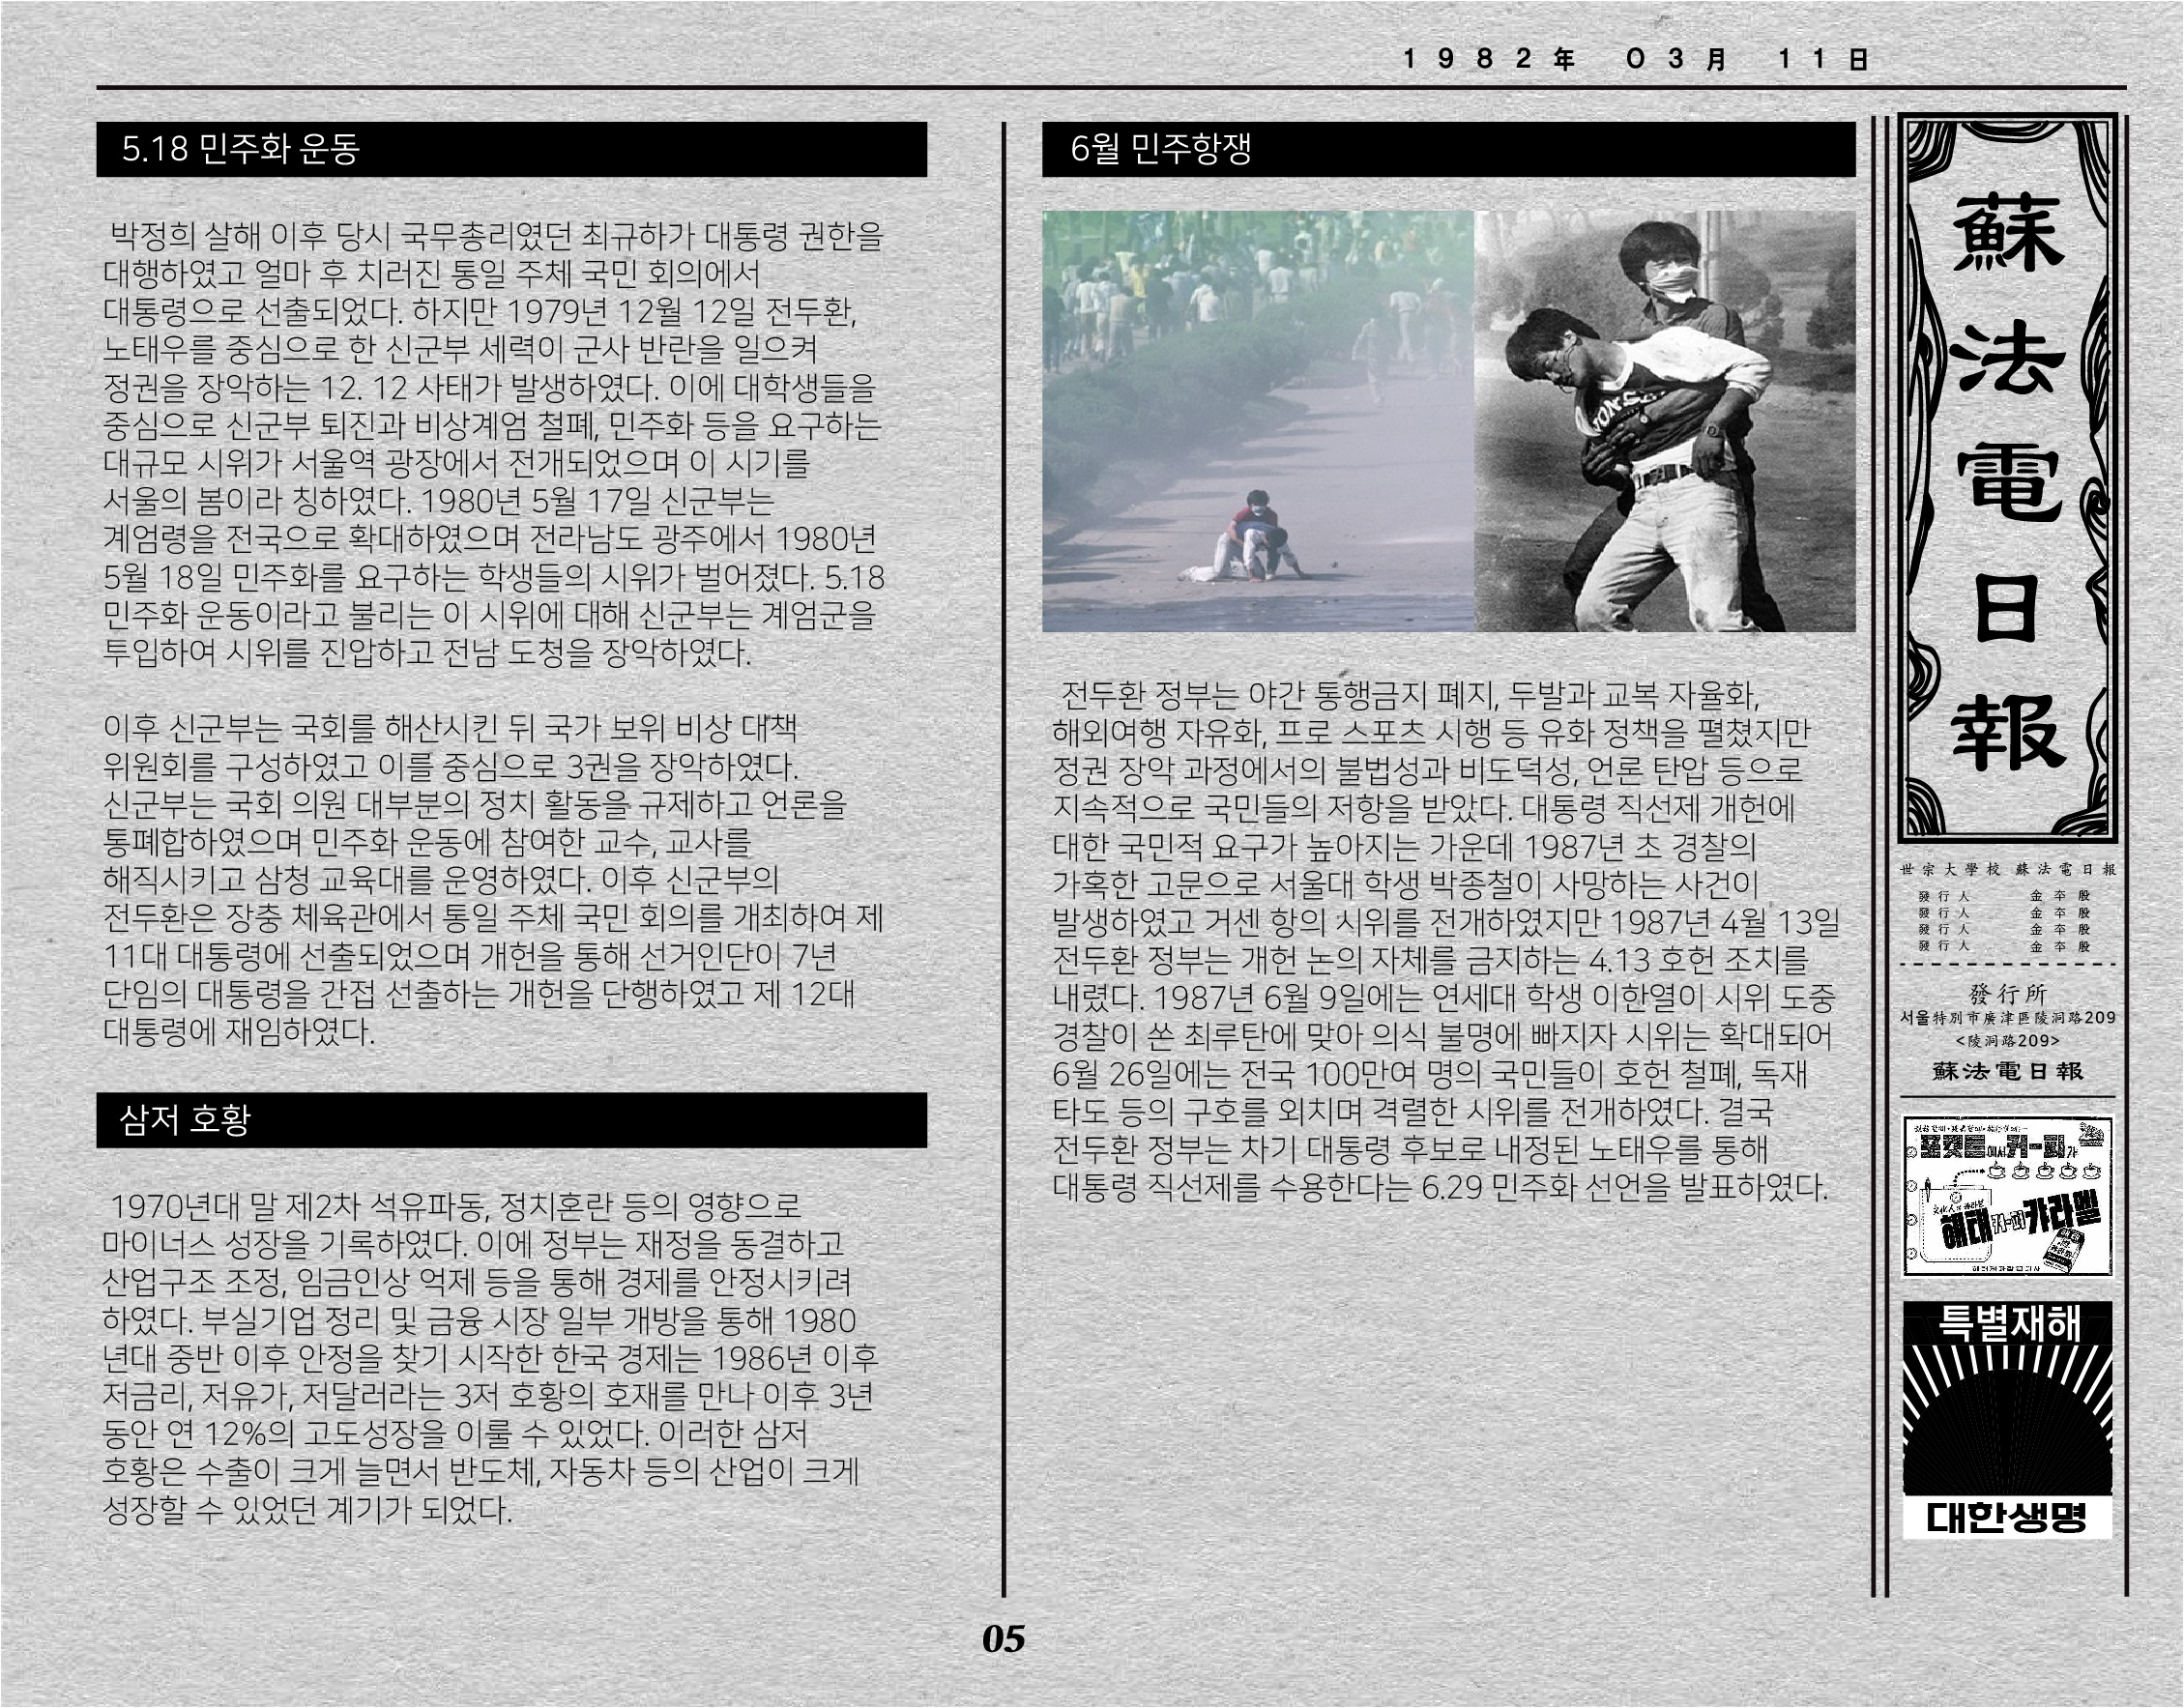 1982年 03月 11日
5.18 민주화 운동
박정희 살해 이후 당시 국무총리였던 최규하가 대통령 권한을
대행하였고 얼마 후 치러진 통일 주체 국민 회의에서
대통령으로 선출되었다. 하지만 1979년 12월 12일 전두환,
노태우를 중심으로 한 신군부 세력이 군사 반란을 일으켜
정권을 장악하는 12. 12 사태가 발생하였다. 이에 대학생들을
중심으로 신군부 퇴진과 비상계엄 철폐, 민주화 등을 요구하는
대규모 시위가 서울역 광장에서 전개되었으며 이 시기를
서울의 봄이라 칭하였다. 1980년 5월 17일 신군부는
계엄령을 전국으로 확대하였으며 전라남도 광주에서 1980년
5월 18일 민주화를 요구하는 학생들의 시위가 벌어졌다. 5.18
민주화 운동이라고 불리는 이 시위에 대해 신군부는 계엄군을
투입하여 시위를 진압하고 전남 도청을 장악하였다.
이후 신군부는 국회를 해산시킨 뒤 국가 보위 비상 대책
위원회를 구성하였고 이를 중심으로 3권을 장악하였다.
신군부는 국회 의원 대부분의 정치 활동을 규제하고 언론을
통폐합하였으며 민주화 운동에 참여한 교수, 교사를
해직시키고 삼청 교육대를 운영하였다. 이후 신군부의
전두환은 장충 체육관에서 통일 주체 국민 회의를 개최하여 제
11대 대통령에 선출되었으며 개헌을 통해 선거인단이 7년
단임의 대통령을 간접 선출하는 개헌을 단행하였고 제 12대
대통령에 재임하였다.
삼저 호황
1970년대 말 제2차 석유파동, 정치혼란 등의 영향으로
마이너스 성장을 기록하였다. 이에 정부는 재정을 동결하고
산업구조 조정, 임금인상 억제 등을 통해 경제를 안정시키려
하였다. 부실기업 정리 및 금융 시장 일부 개방을 통해 1980
년대 중반 이후 안정을 찾기 시작한 한국 경제는 1986년 이후
저금리, 저유가, 저달러라는 3저 호황의 호재를 만나 이후 3년
동안 연 12%의 고도성장을 이룰 수 있었다. 이러한 삼저
호황은 수출이 크게 늘면서 반도체, 자동차 등의 산업이 크게
성장할 수 있었던 계기가 되었다.
6월 민주항쟁
전두환 정부는 야간 통행금지 폐지, 두발과 교복 자율화,
해외여행 자유화, 프로 스포츠 시행 등 유화 정책을 펼쳤지만
정권 장악 과정에서의 불법성과 비도덕성, 언론 탄압 등으로
지속적으로 국민들의 저항을 받았다. 대통령 직선제 개헌에
대한 국민적 요구가 높아지는 가운데 1987년 초 경찰의
가혹한 고문으로 서울대 학생 박종철이 사망하는 사건이
발생하였고 거센 항의 시위를 전개하였지만 1987년 4월 13일
전두환 정부는 개헌 논의 자체를 금지하는 4.13 호헌 조치를
내렸다. 1987년 6월 9일에는 연세대 학생 이한열이 시위 도중
경찰이 쏜 최루탄에 맞아 의식 불명에 빠지자 시위는 확대되어
6월 26일에는 전국 100만여 명의 국민들이 호헌 철폐, 독재
타도 등의 구호를 외치며 격렬한 시위를 전개하였다. 결국
전두환 정부는 차기 대통령 후보로 내정된 노태우를 통해
대통령 직선제를 수용한다는 6.29 민주화 선언을 발표하였다.
蘇法電日報
世宗大學校 蘇法電日報
發行人 金夲殷
發行人 金夲殷
發行人 金夲殷
發行人 金夲殷
發行所
서울特別市廣津區陵洞路209
<陵洞路209>
蘇法電日報
포켓트에서커-피가
해태커-피캬라멜
특별재해
대한생명
05